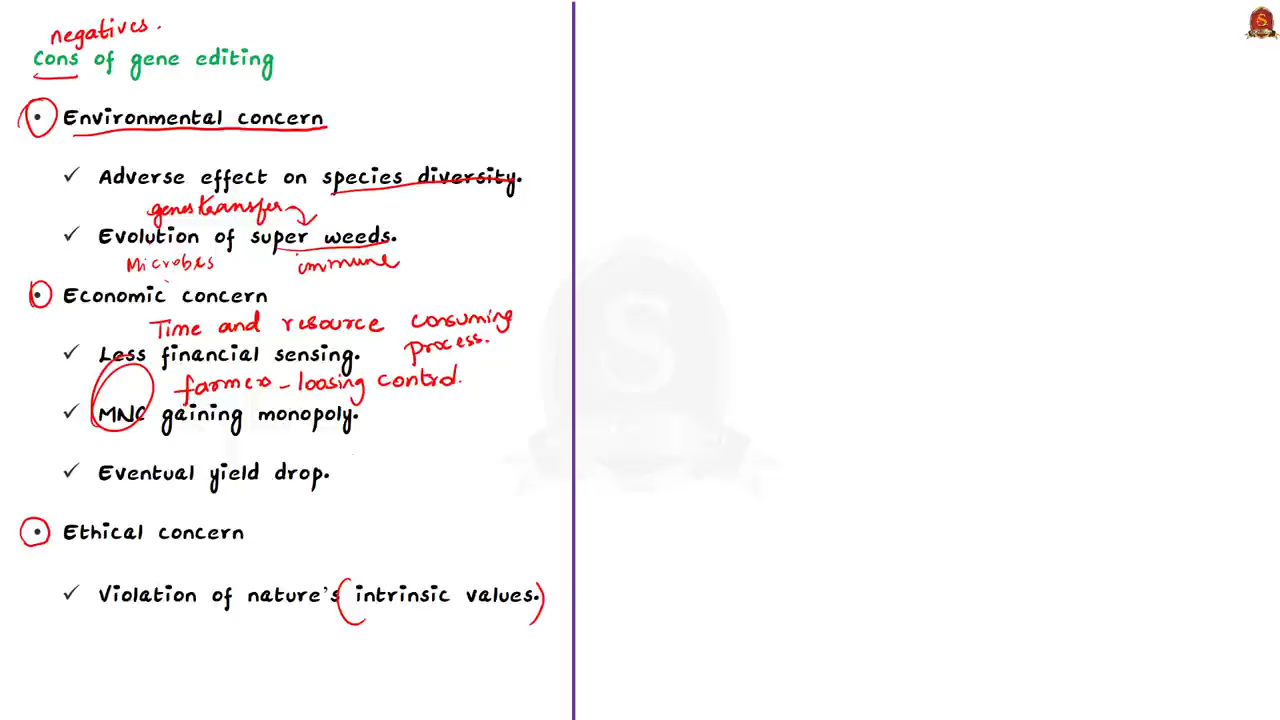 negatives.
Cons of gene editing
• Environmental concern
✓ Adverse effect on species diversity.
genes transfer
✓ Evolution of super weeds.
Microbes immune
• Economic concern
Time and resource consuming
process.
✓ Less financial sensing.
farmers - loosing control.
✓ MNC gaining monopoly.
✓ Eventual yield drop.
• Ethical concern
✓ Violation of nature's (intrinsic values.)
S